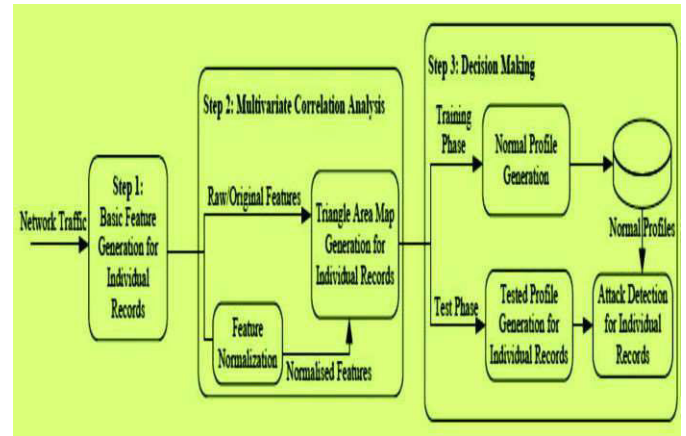 Network Traffic
Step 1:
Basic Feature
Generation for
Individual
Records
Step 2: Multivariate Correlation Analysis
Raw/Original Features
Triangle Area Map
Generation for
Individual Records
Feature
Normalization
Normalised Features
Step 3: Decision Making
Training
Phase
Normal Profile
Generation
Normal Profiles
Test Phase
Tested Profile
Generation for
Individual Records
Attack Detection
for Individual
Records